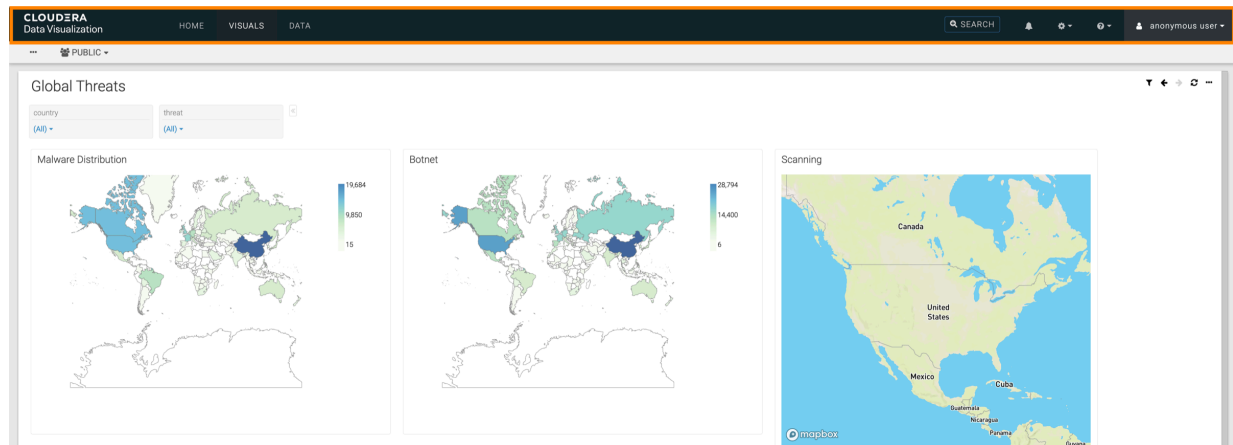 CLOUDERA
Data Visualization
HOME VISUALS DATA
SEARCH
anonymous user
PUBLIC
Global Threats
country
(All)
threat
(All)
Malware Distribution
19,684
9,850
15
Botnet
28,794
14,400
6
Scanning
Canada
United
States
Mexico
Cuba
Guatemala
Nicaragua
Panama
Guyana
mapbox